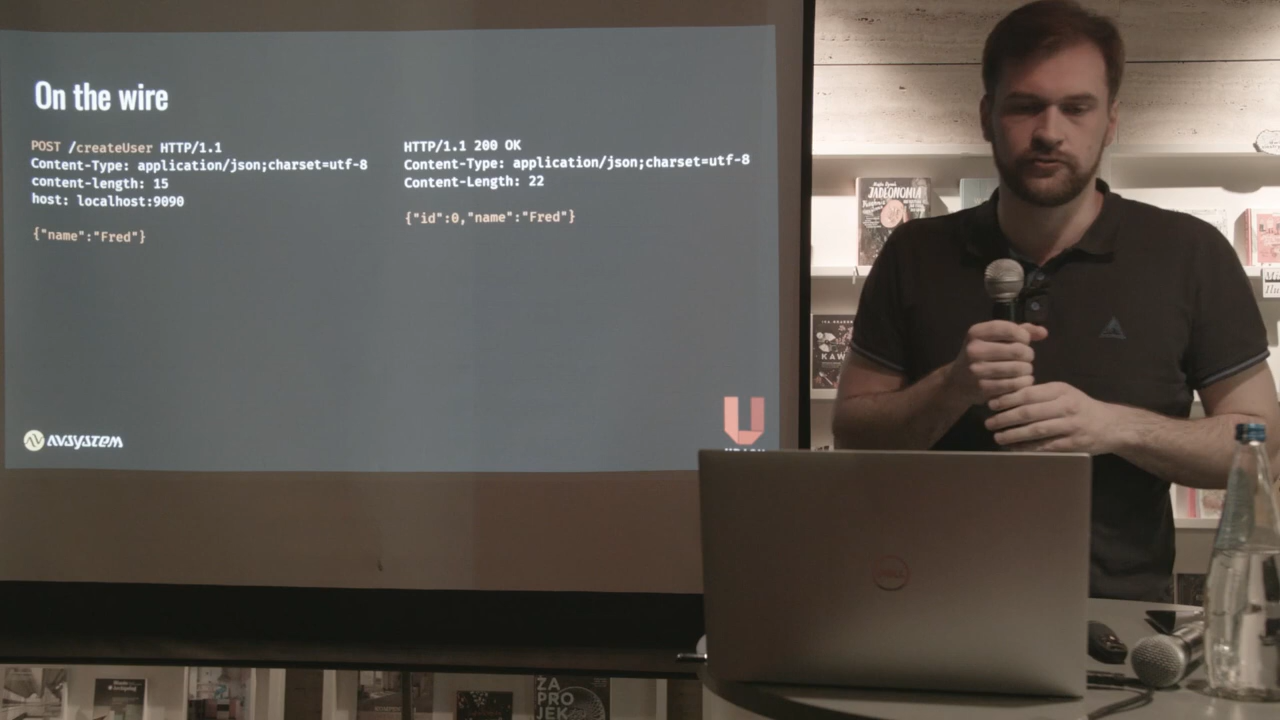 On the wire
POST /createUser HTTP/1.1
Content-Type: application/json;charset=utf-8
content-length: 15
host: localhost:9090
{"name":"Fred"}
HTTP/1.1 200 OK
Content-Type: application/json;charset=utf-8
Content-Length: 22
{"id":0,"name":"Fred"}
AVSYSTEM
U
JADŁONOMIA
KAW
DELL
ZA
PRO
JEK